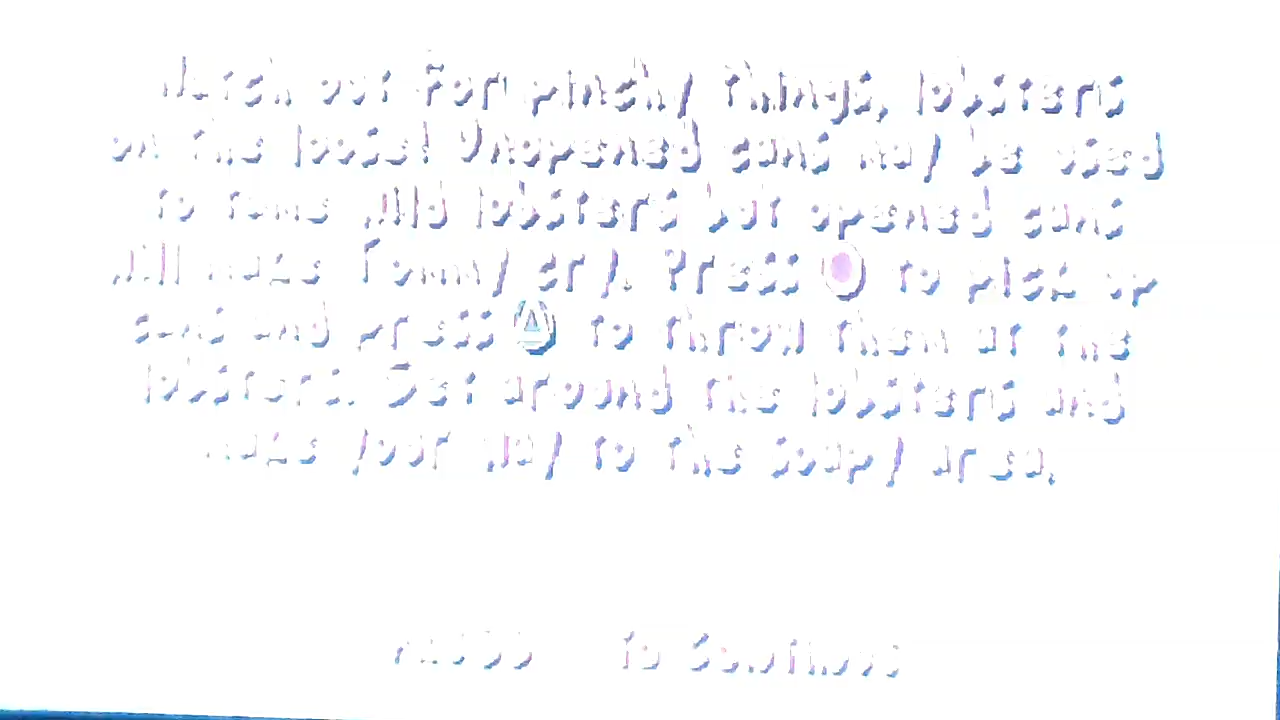 Watch out for pinchy things, lobsters
on the loose! Unopened cans may be used
to tame wild lobsters but opened cans
will make Tommy cry. Press to pick up
cans and press to throw them at the
lobsters. Get around the lobsters and
make your way to the soapy area.
PRESS to continue